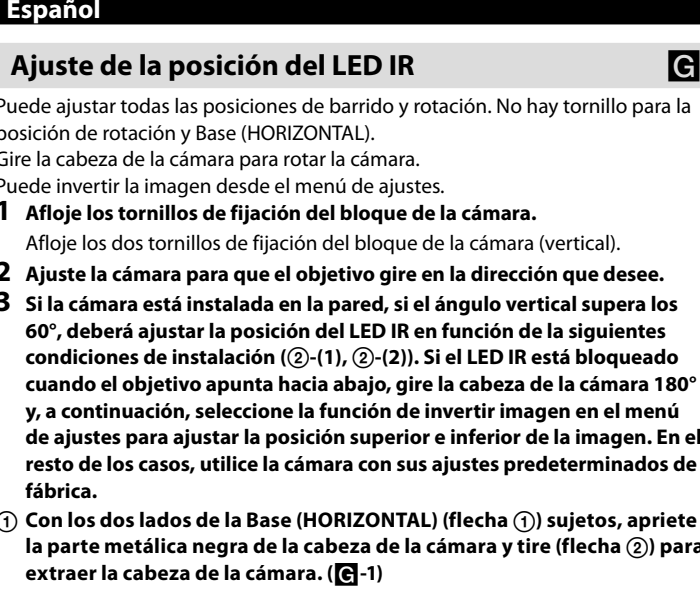 Español
Ajuste de la posición del LED IR G
Puede ajustar todas las posiciones de barrido y rotación. No hay tornillo para la
posición de rotación y Base (HORIZONTAL).
Gire la cabeza de la cámara para rotar la cámara.
Puede invertir la imagen desde el menú de ajustes.
1 Afloje los tornillos de fijación del bloque de la cámara.
Afloje los dos tornillos de fijación del bloque de la cámara (vertical).
2 Ajuste la cámara para que el objetivo gire en la dirección que desee.
3 Si la cámara está instalada en la pared, si el ángulo vertical supera los
60°, deberá ajustar la posición del LED IR en función de la siguientes
condiciones de instalación (②-(1), ②-(2)). Si el LED IR está bloqueado
cuando el objetivo apunta hacia abajo, gire la cabeza de la cámara 180°
y, a continuación, seleccione la función de invertir imagen en el menú
de ajustes para ajustar la posición superior e inferior de la imagen. En el
resto de los casos, utilice la cámara con sus ajustes predeterminados de
fábrica.
① Con los dos lados de la Base (HORIZONTAL) (flecha ①) sujetos, apriete
la parte metálica negra de la cabeza de la cámara y tire (flecha ②) para
extraer la cabeza de la cámara. (G-1)